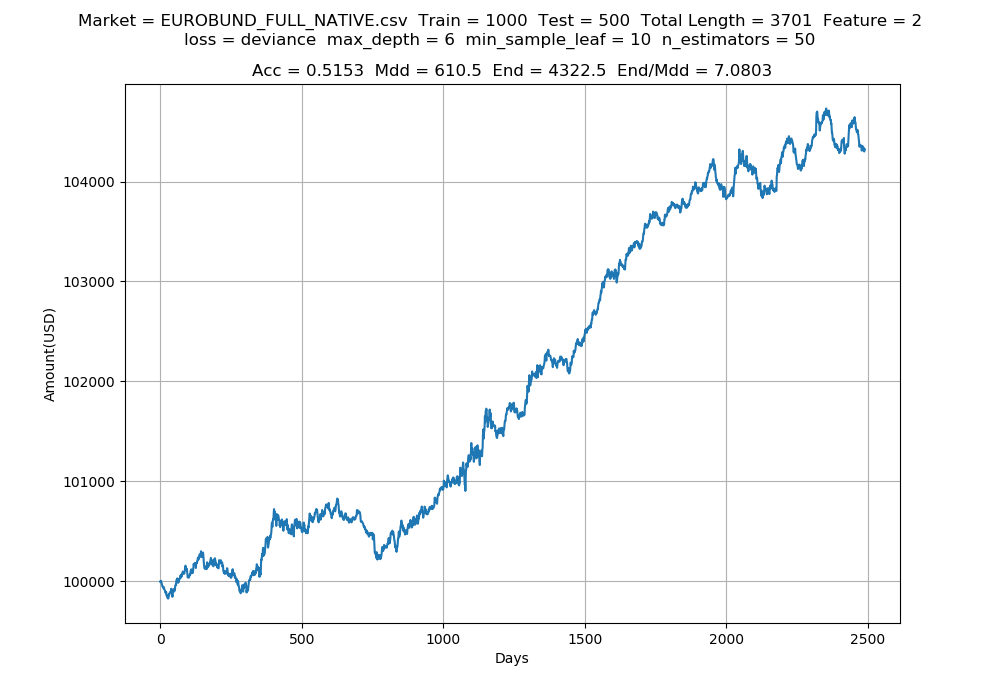 Market = EUROBUND_FULL_NATIVE.csv  Train = 1000  Test = 500  Total Length = 3701  Feature = 2
loss = deviance  max_depth = 6  min_sample_leaf = 10  n_estimators = 50
Acc = 0.5153  Mdd = 610.5  End = 4322.5  End/Mdd = 7.0803
104000
103000
102000
101000
100000
Amount(USD)
0 500 1000 1500 2000 2500
Days